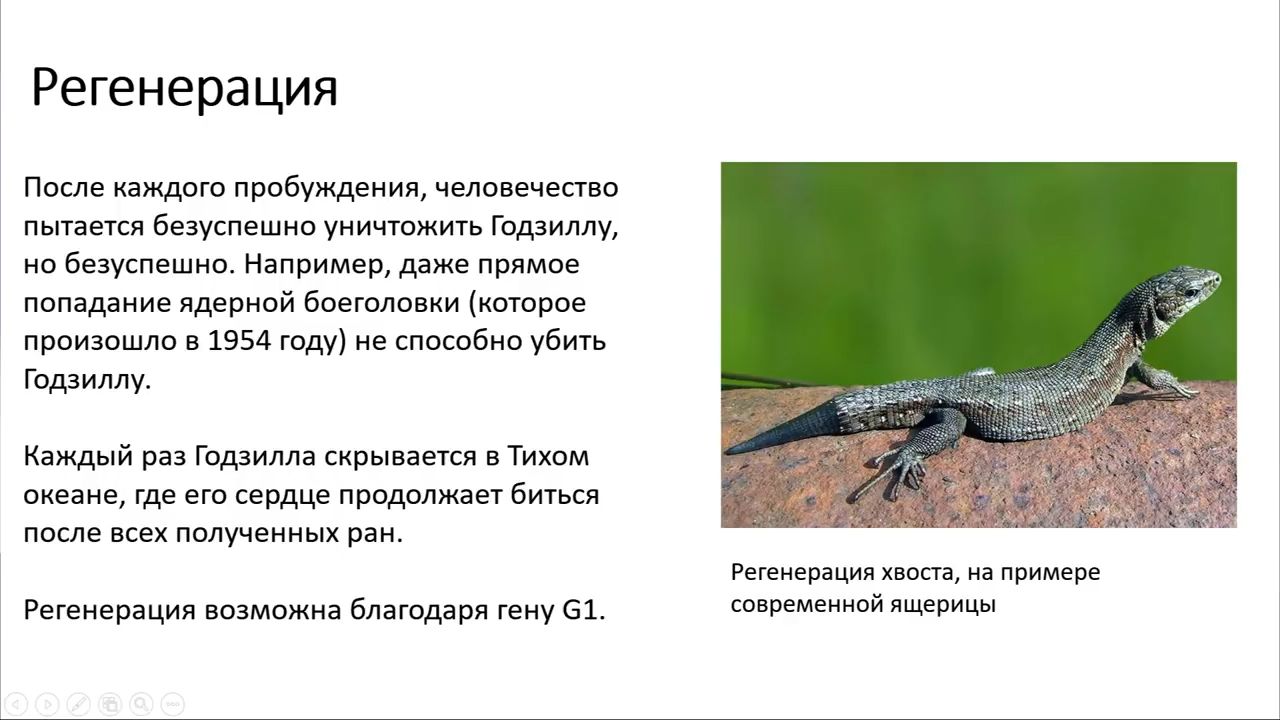 Регенерация
После каждого пробуждения, человечество
пытается безуспешно уничтожить Годзиллу,
но безуспешно. Например, даже прямое
попадание ядерной боеголовки (которое
произошло в 1954 году) не способно убить
Годзиллу.
Каждый раз Годзилла скрывается в Тихом
океане, где его сердце продолжает биться
после всех полученных ран.
Регенерация возможна благодаря гену G1.
Регенерация хвоста, на примере
современной ящерицы